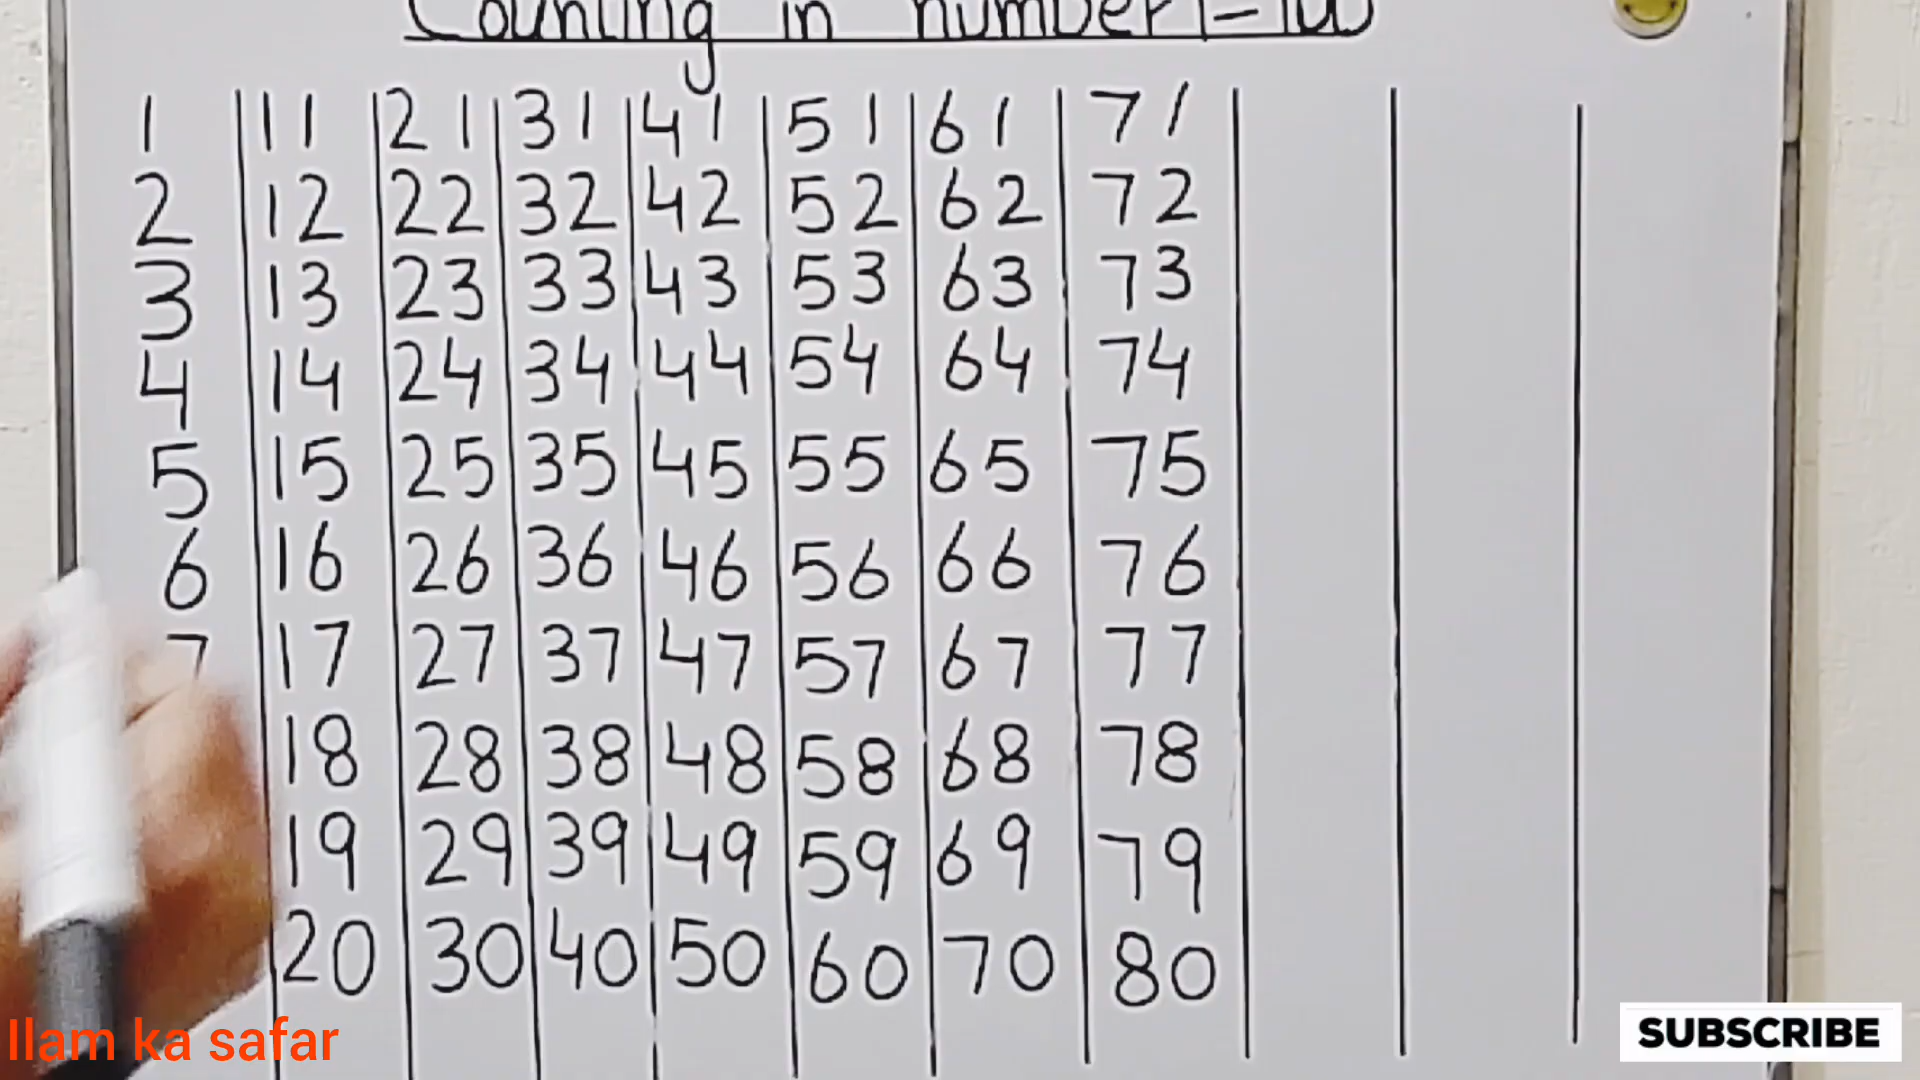 Counting in number 1-100
1 11 21 31 41 51 61 71
2 12 22 32 42 52 62 72
3 13 23 33 43 53 63 73
4 14 24 34 44 54 64 74
5 15 25 35 45 55 65 75
6 16 26 36 46 56 66 76
7 17 27 37 47 57 67 77
18 28 38 48 58 68 78
19 29 39 49 59 69 79
20 30 40 50 60 70 80
Ilam ka safar
SUBSCRIBE